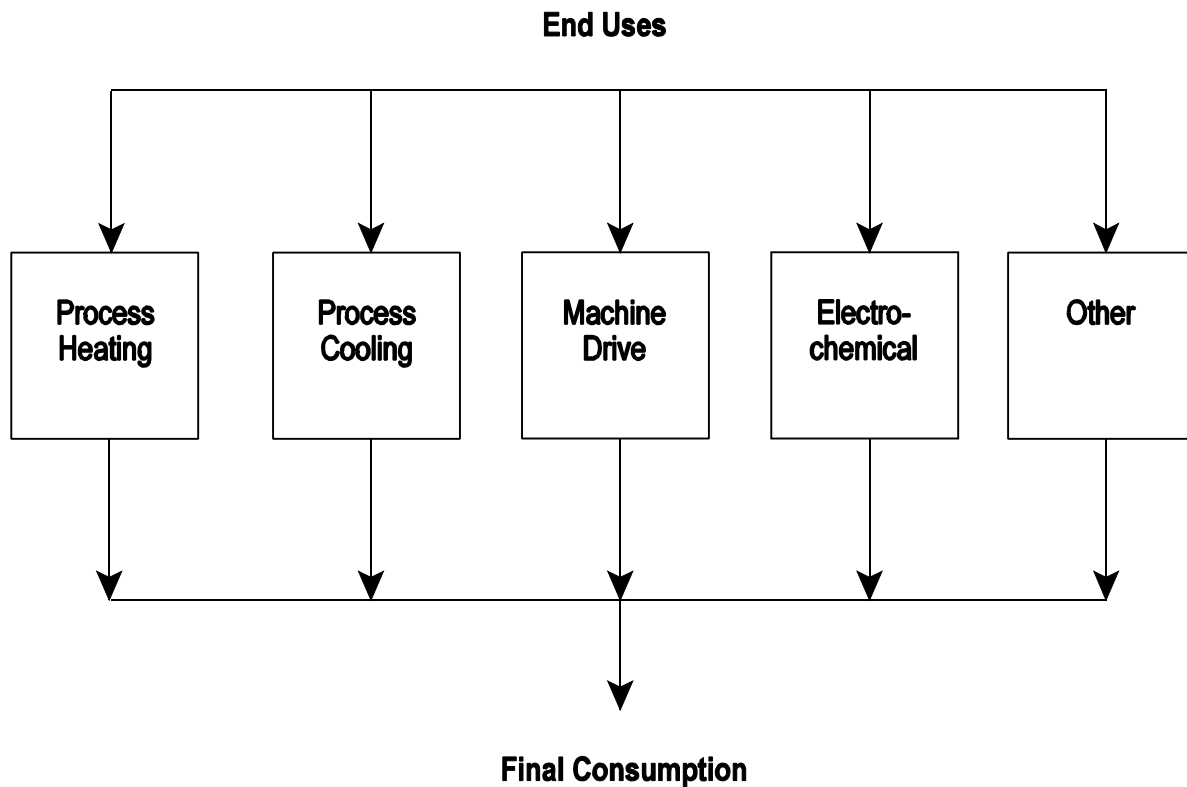 End Uses
Process
Heating
Process
Cooling
Machine
Drive
Electro-
chemical
Other
Final Consumption